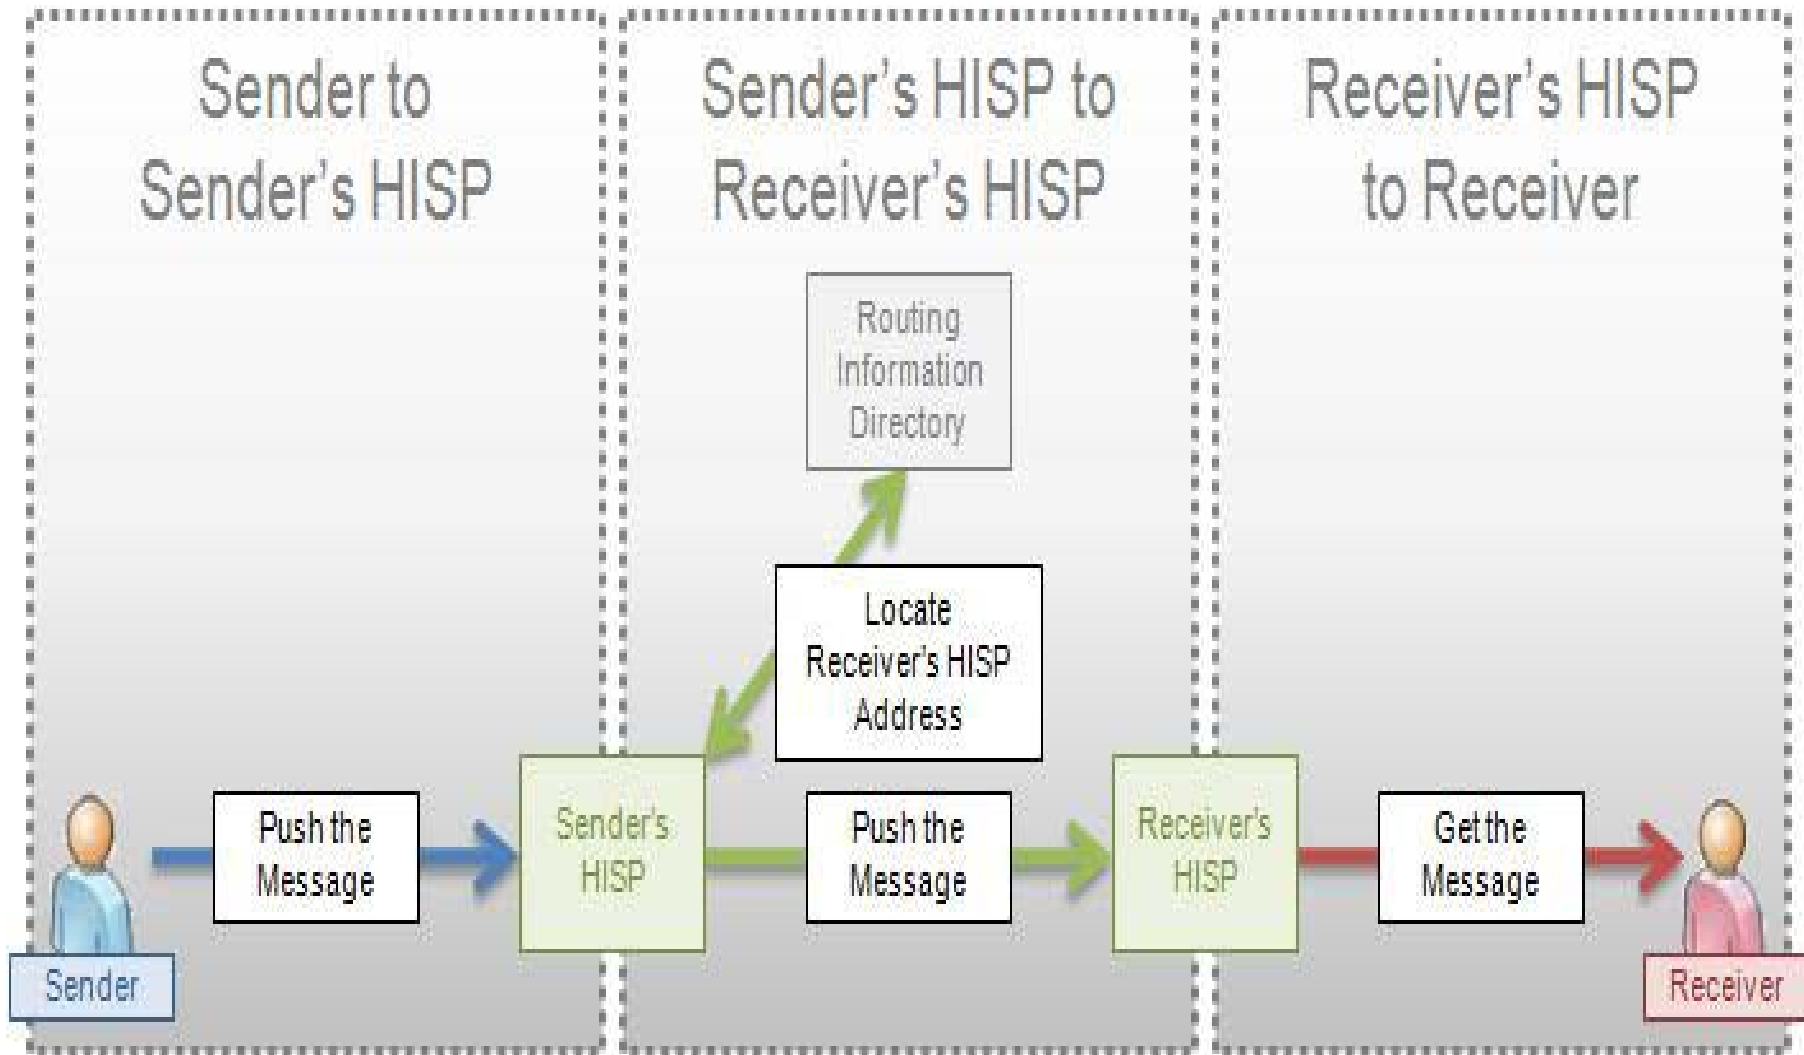 Sender to
Sender's HISP
Sender's HISP to
Receiver's HISP
Receiver's HISP
to Receiver
Routing
Information
Directory
Locate
Receiver's HISP
Address
Push the
Message
Sender's
HISP
Push the
Message
Receiver's
HISP
Get the
Message
Sender
Receiver